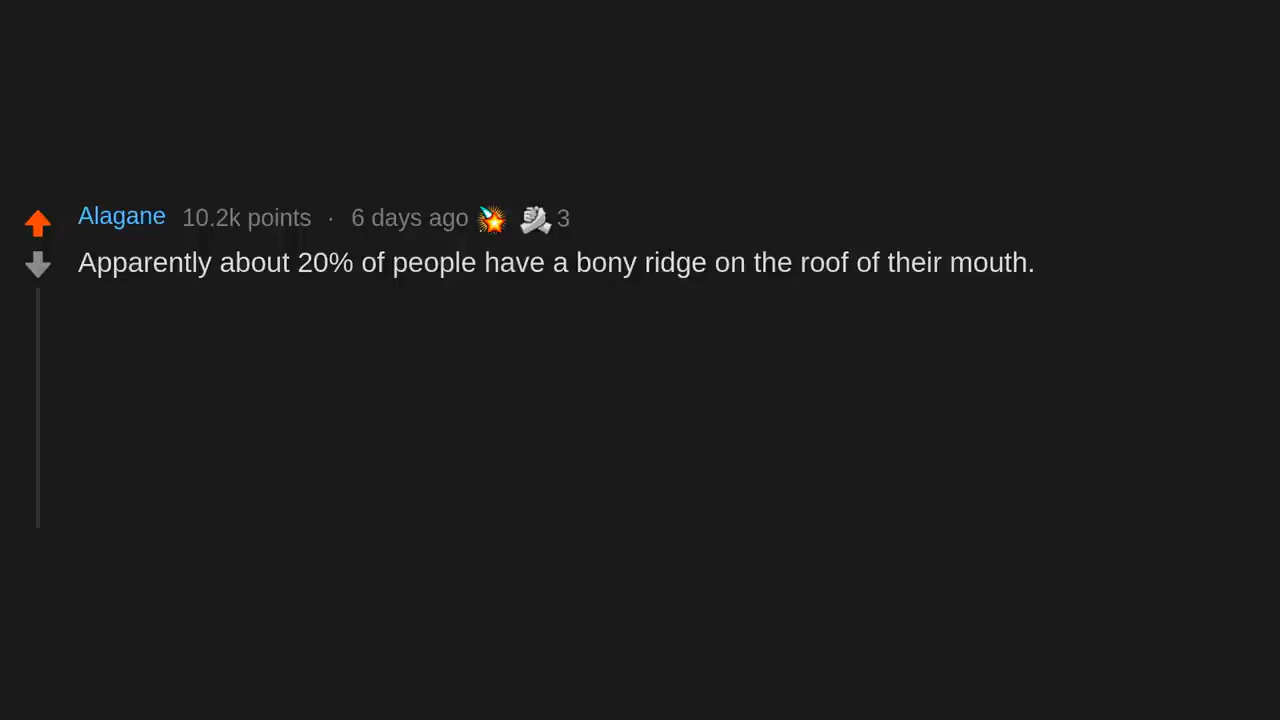 Alagane 10.2k points · 6 days ago 3
Apparently about 20% of people have a bony ridge on the roof of their mouth.